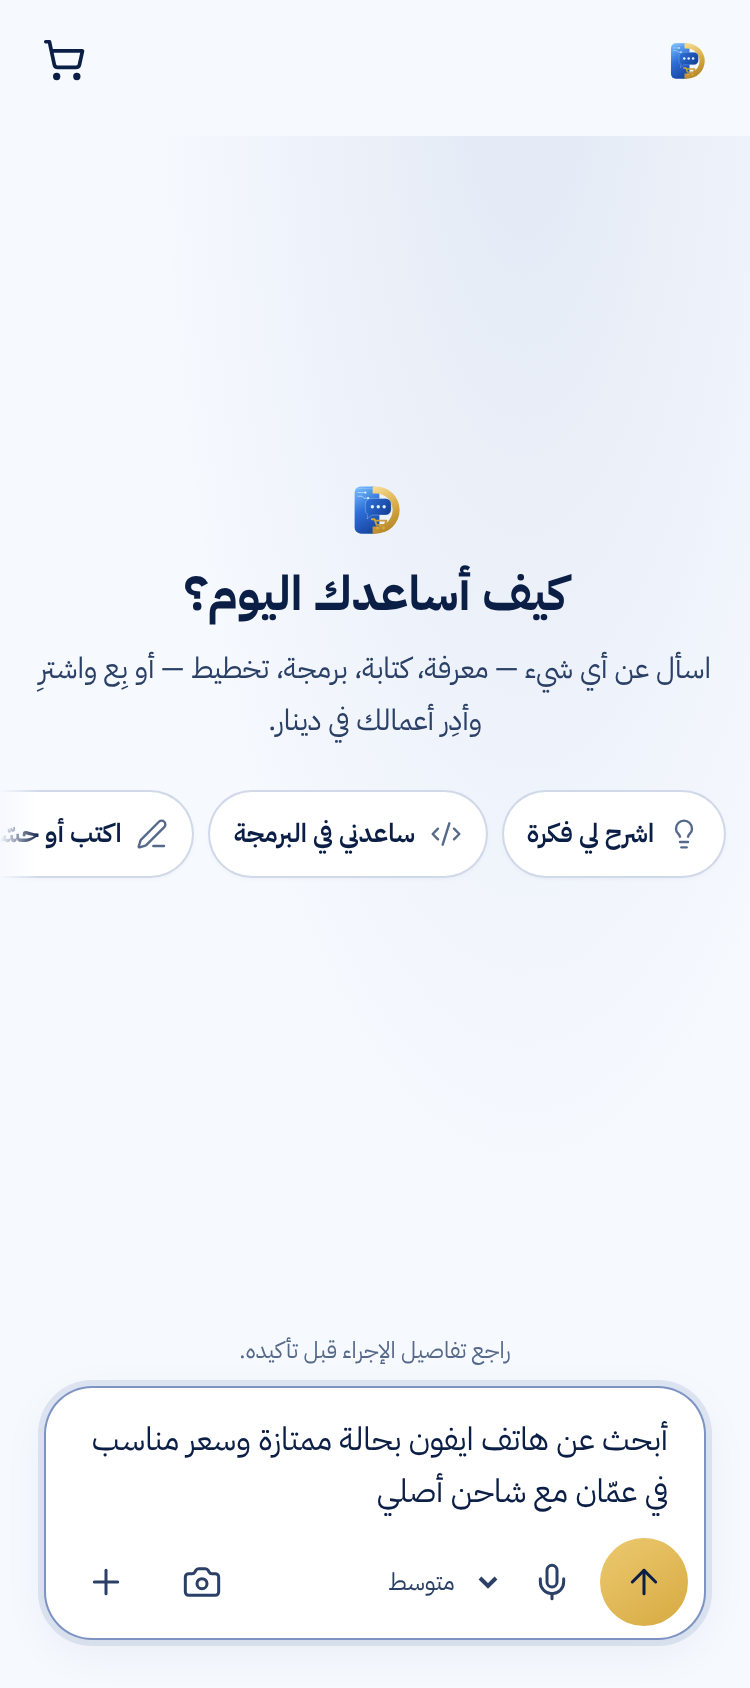 كيف أساعدك اليوم؟
اسأل عن أي شيء — معرفة، كتابة، برمجة، تخطيط — أو بِع واشترِ
وأدِر أعمالك في دينار.
اشرح لي فكرة
ساعدني في البرمجة
اكتب أو
راجع تفاصيل الإجراء قبل تأكيده.
أبحث عن هاتف ايفون بحالة ممتازة وسعر مناسب
في عمّان مع شاحن أصلي
متوسط